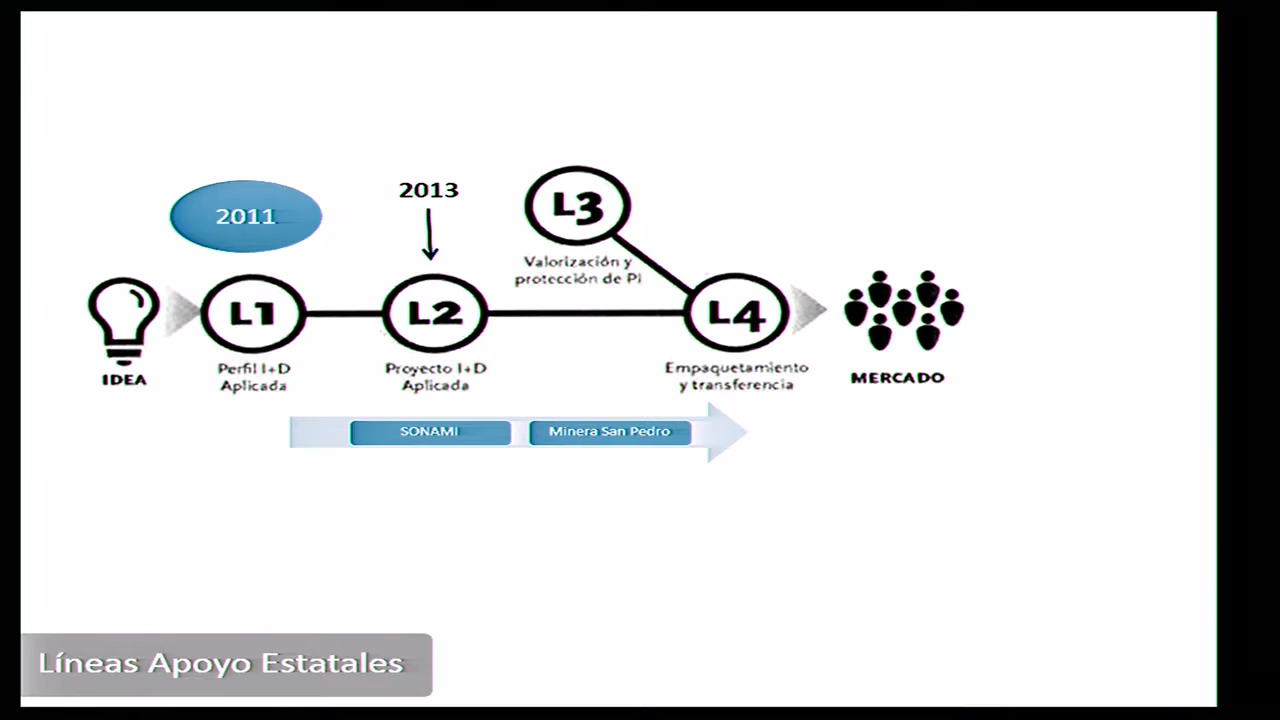 2011
2013
L3
Valorización y
protección de PI
L1
L2
L4
IDEA
Perfil I+D
Aplicada
Proyecto I+D
Aplicada
Empaquetamiento
y transferencia
MERCADO
SONAMI
Minera San Pedro
Líneas Apoyo Estatales